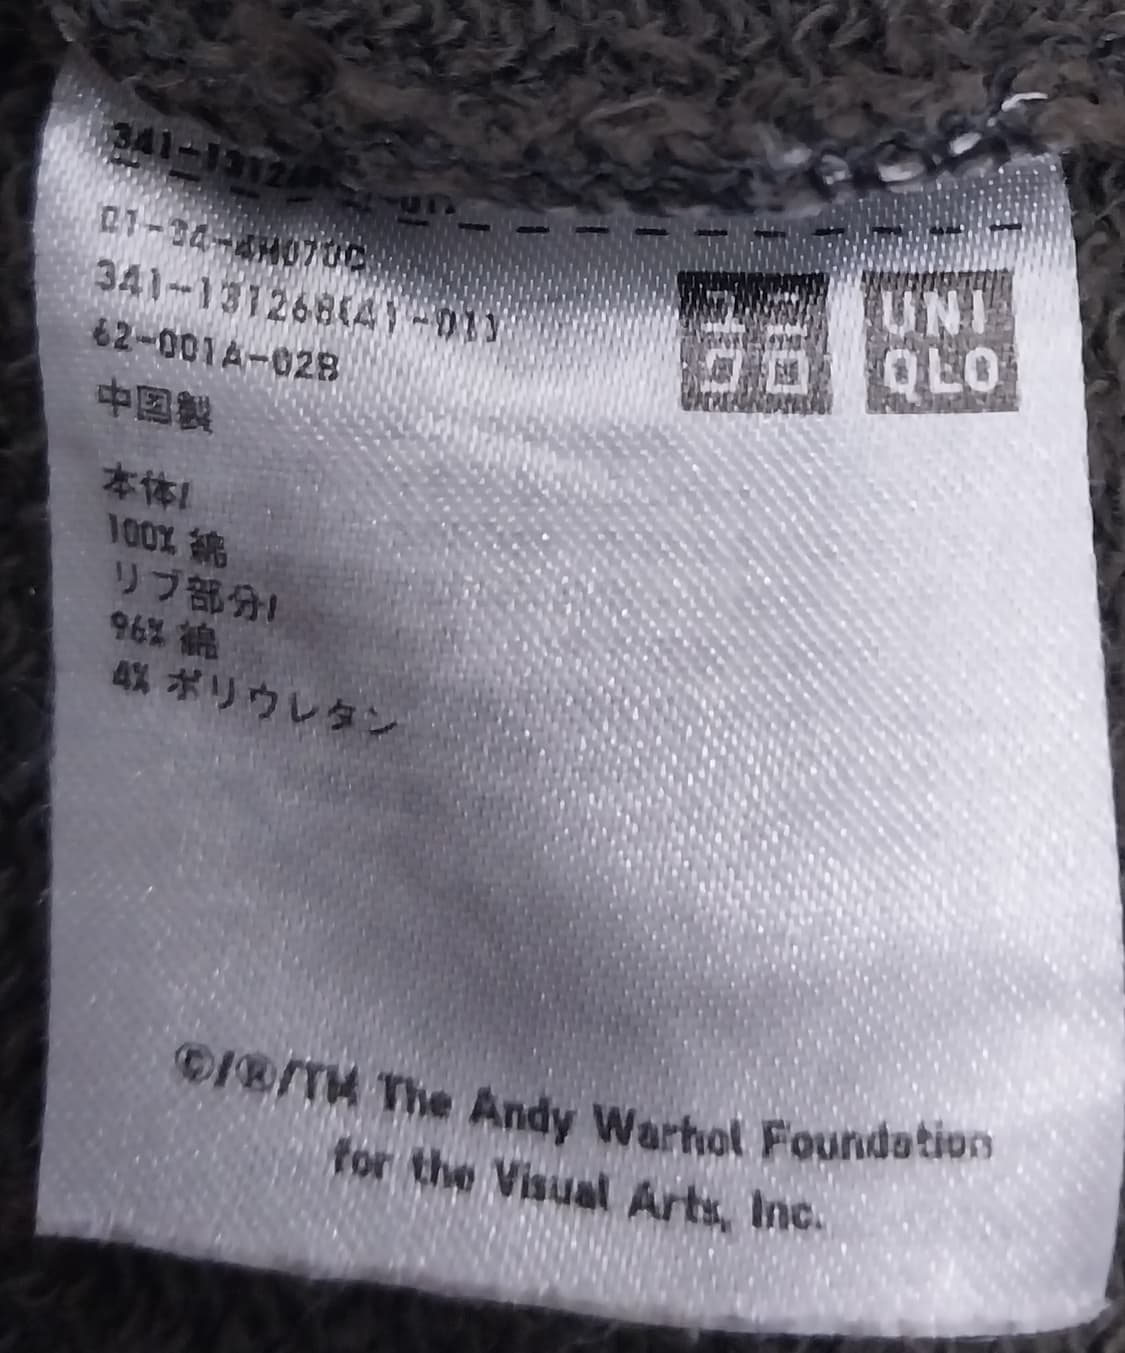 01-34-4H070C
341-131268(41-01)
62-001A-02B
中国製
本体:
100% 綿
リブ部分:
96% 綿
4% ポリウレタン
ユニ
クロ
UNI
QLO
©/®/TM The Andy Warhol Foundation
for the Visual Arts, Inc.